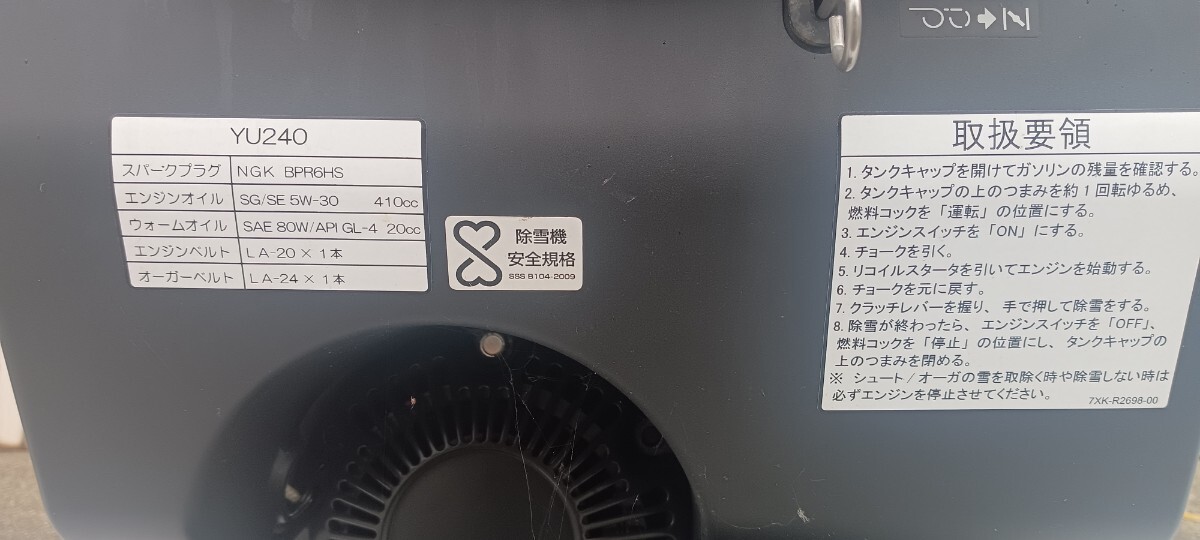 YU240
スパークプラグ NGK BPR6HS
エンジンオイル SG/SE 5W-30 410cc
ウォームオイル SAE 80W/API GL-4 20cc
エンジンベルト LA-20 × 1本
オーガーベルト LA-24 × 1本
除雪機
安全規格
SSS 8104-2009
取扱要領
1. タンクキャップを開けてガソリンの残量を確認する。
2. タンクキャップの上のつまみを約1回転ゆるめ、
燃料コックを「運転」の位置にする。
3. エンジンスイッチを「ON」にする。
4. チョークを引く。
5. リコイルスタータを引いてエンジンを始動する。
6. チョークを元に戻す。
7. クラッチレバーを握り、手で押して除雪をする。
8. 除雪が終わったら、エンジンスイッチを「OFF」、
燃料コックを「停止」の位置にし、タンクキャップの
上のつまみを閉める。
※ シュート/オーガの雪を取除く時や除雪しない時は
必ずエンジンを停止させてください。
7XK-R2698-00